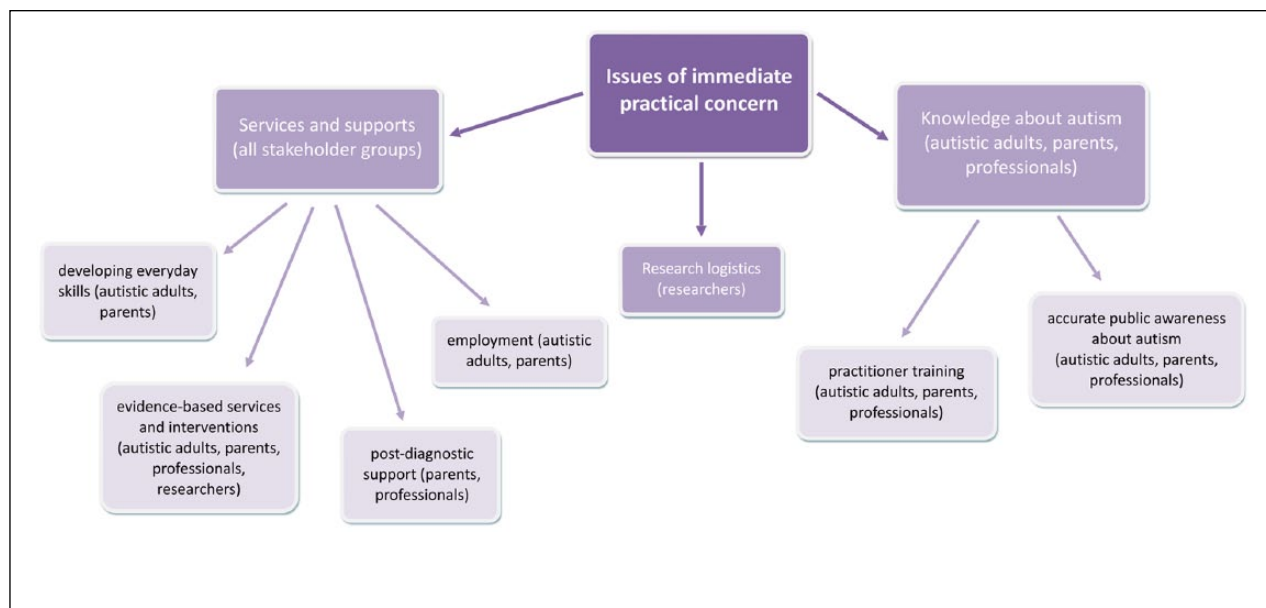 Issues of immediate
practical concern
Services and supports
(all stakeholder groups)
Knowledge about autism
(autistic adults, parents,
professionals)
Research logistics
(researchers)
developing everyday
skills (autistic adults,
parents)
evidence-based services
and interventions
(autistic adults, parents,
professionals,
researchers)
post-diagnostic
support (parents,
professionals)
employment (autistic
adults, parents)
practitioner training
(autistic adults, parents,
professionals)
accurate public awareness
about autism
(autistic adults, parents,
professionals)